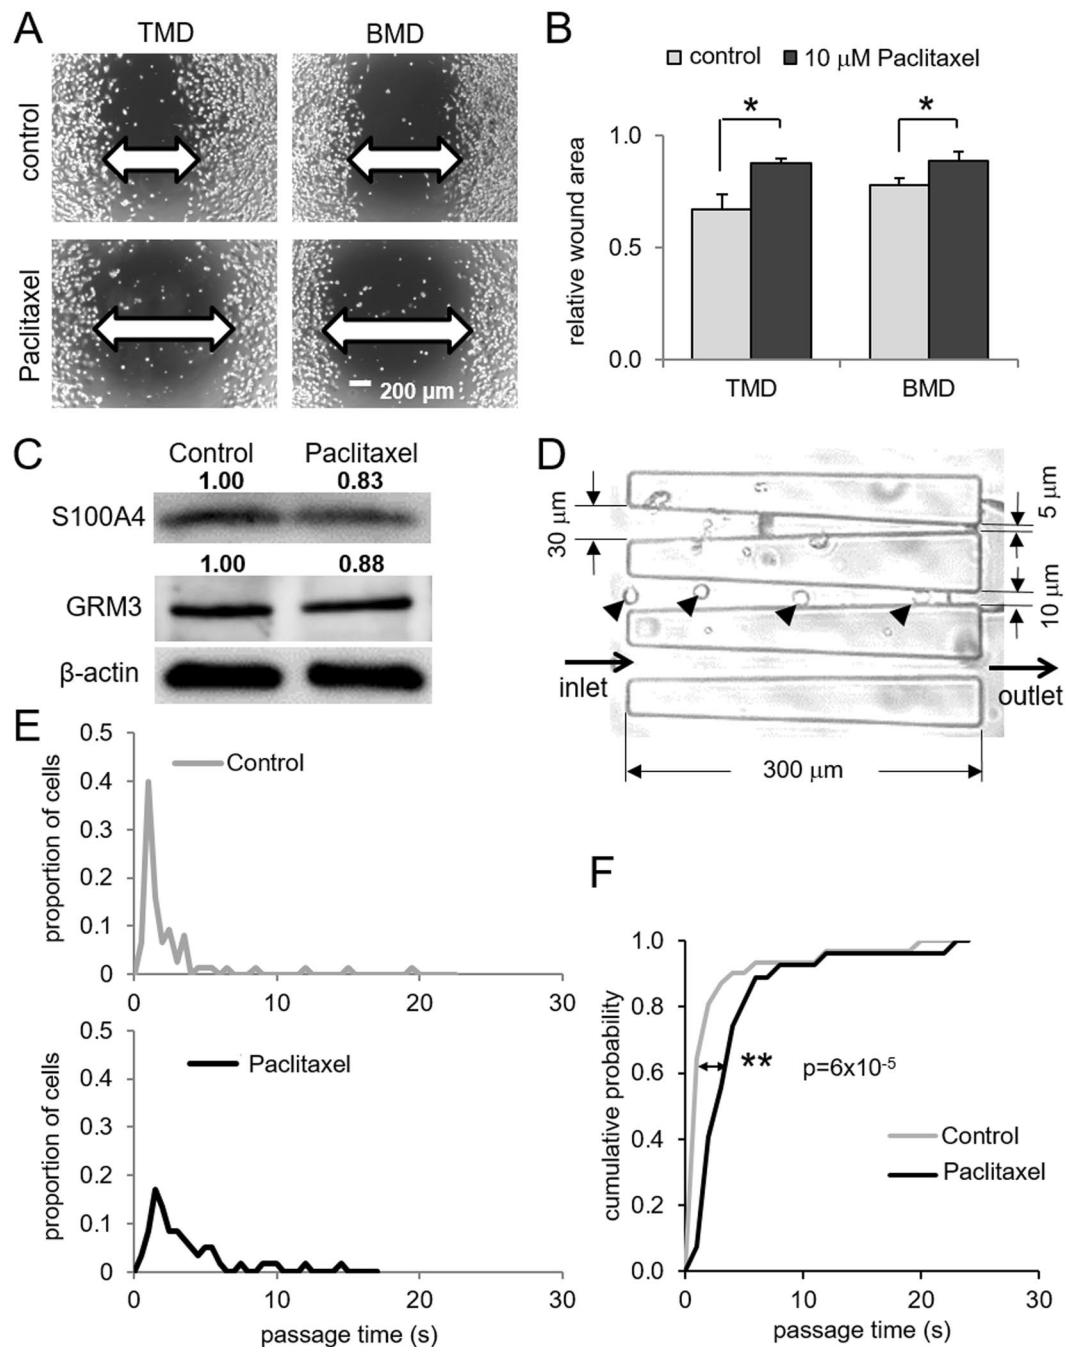 A
TMD
BMD
control
Paclitaxel
200 μm
B
control
10 μM Paclitaxel
*
*
relative wound area
1.0
0.5
0.0
TMD
BMD
C
Control
Paclitaxel
1.00
0.83
S100A4
1.00
0.88
GRM3
β-actin
D
30 μm
5 μm
10 μm
inlet
outlet
300 μm
E
proportion of cells
0.5
0.4
0.3
0.2
0.1
0
Control
0
10
20
30
proportion of cells
0.5
0.4
0.3
0.2
0.1
0
Paclitaxel
0
10
20
30
passage time (s)
F
cumulative probability
1.0
0.8
0.6
0.4
0.2
0.0
**
p=6x10⁻⁵
Control
Paclitaxel
0
10
20
30
passage time (s)